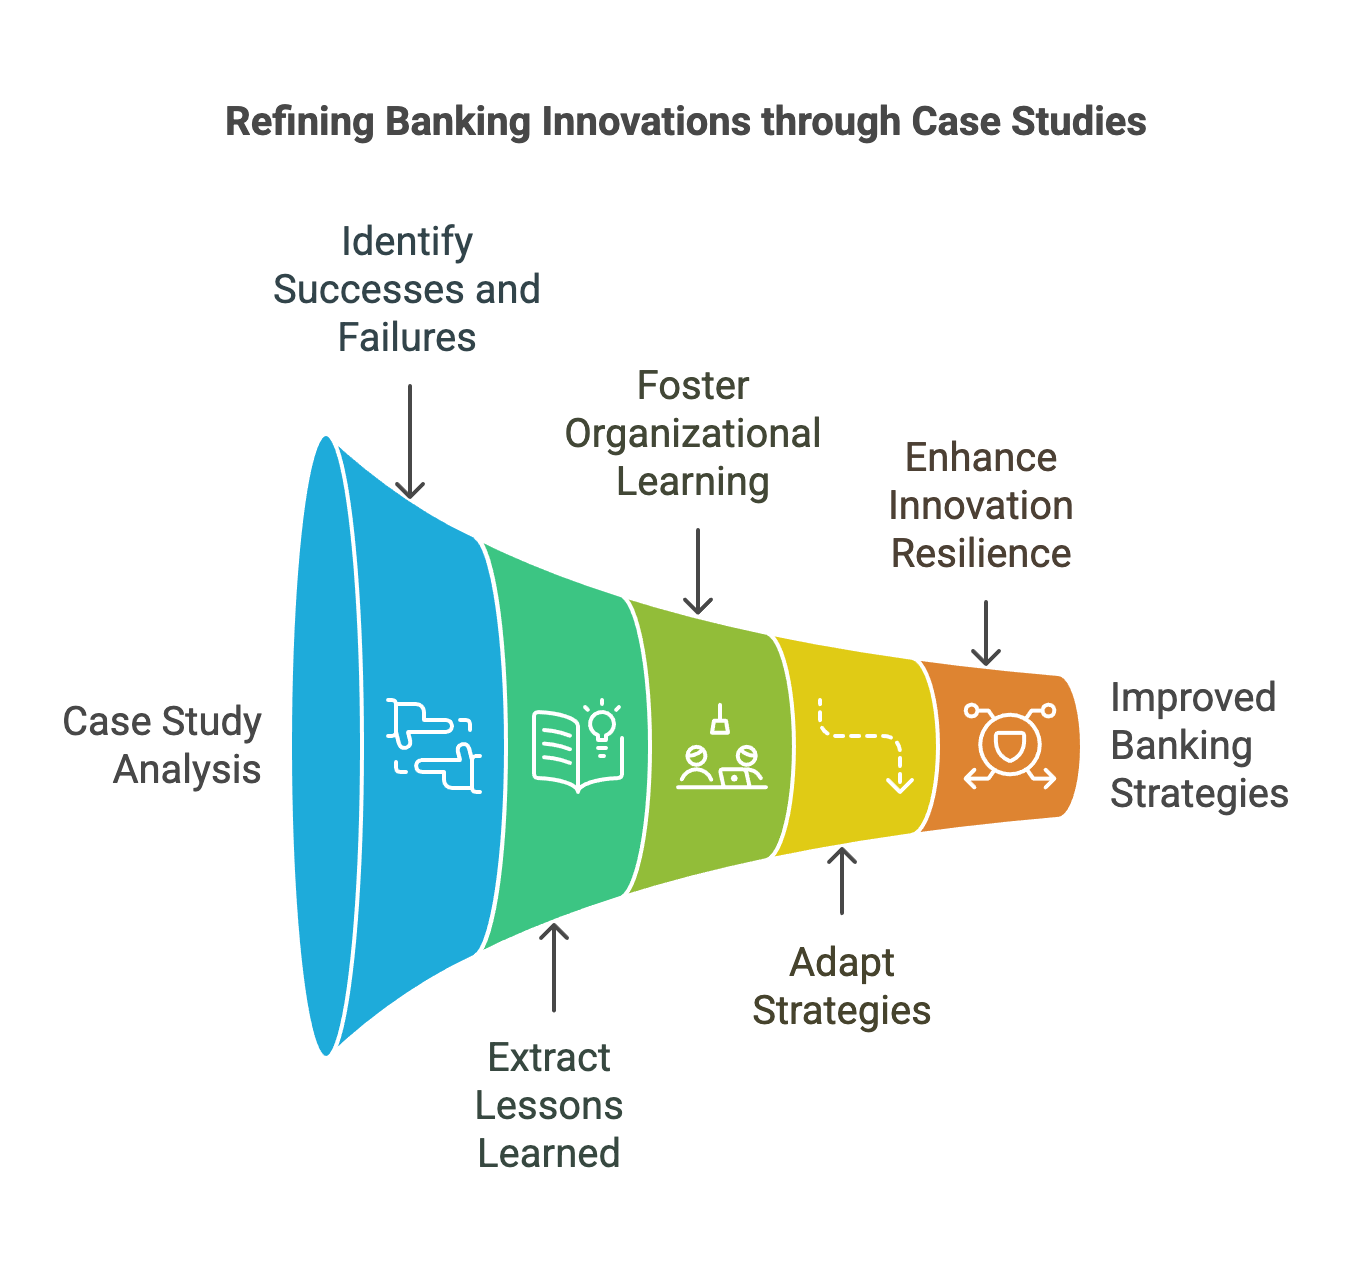 Refining Banking Innovations through Case Studies
Identify
Successes and
Failures
Foster
Organizational
Learning
Enhance
Innovation
Resilience
Case Study
Analysis
Improved
Banking
Strategies
Adapt
Strategies
Extract
Lessons
Learned